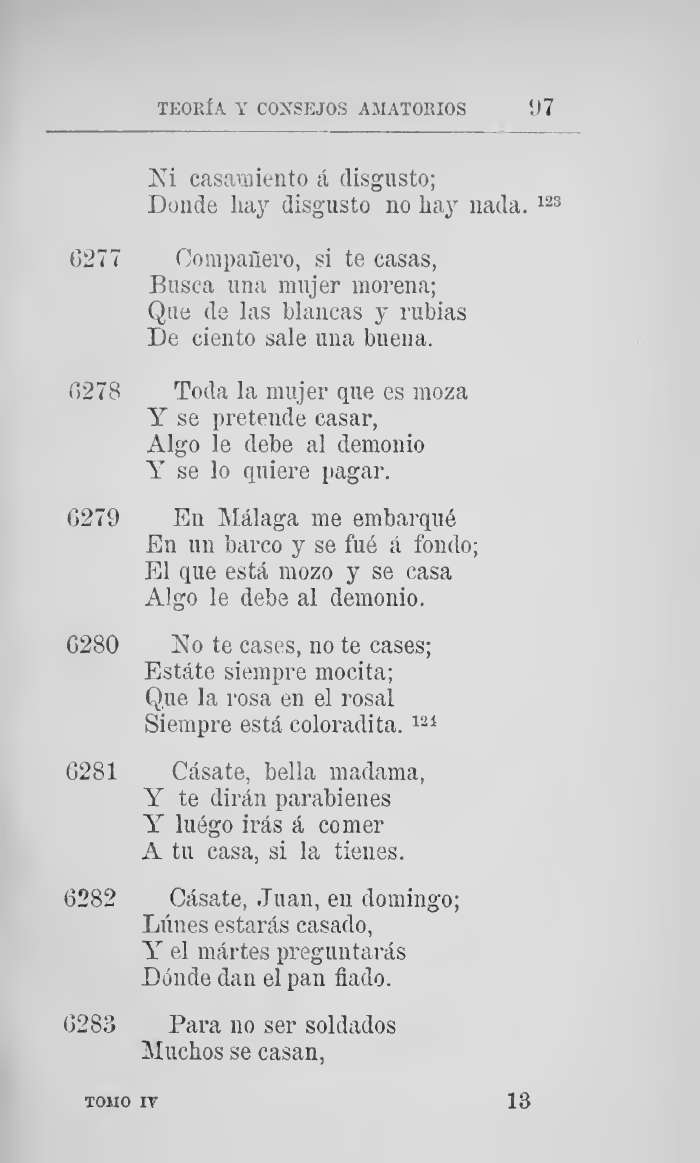 TEORÍA Y CONSEJOS AMATORIOS 97
Ni casamiento á disgusto;
Donde hay disgusto no hay nada. 123
6277 Compañero, si te casas,
Busca una mujer morena;
Que de las blancas y rubias
De ciento sale una buena.
6278 Toda la mujer que es moza
Y se pretende casar,
Algo le debe al demonio
Y se lo quiere pagar.
6279 En Málaga me embarqué
En un barco y se fué á fondo;
El que está mozo y se casa
Algo le debe al demonio.
6280 No te cases, no te cases;
Estáte siempre mocita;
Que la rosa en el rosal
Siempre está coloradita. 124
6281 Cásate, bella madama,
Y te dirán parabienes
Y luégo irás á comer
A tu casa, si la tienes.
6282 Cásate, Juan, en domingo;
Lúnes estarás casado,
Y el mártes preguntarás
Dónde dan el pan fiado.
6283 Para no ser soldados
Muchos se casan,
TOMO IV 13